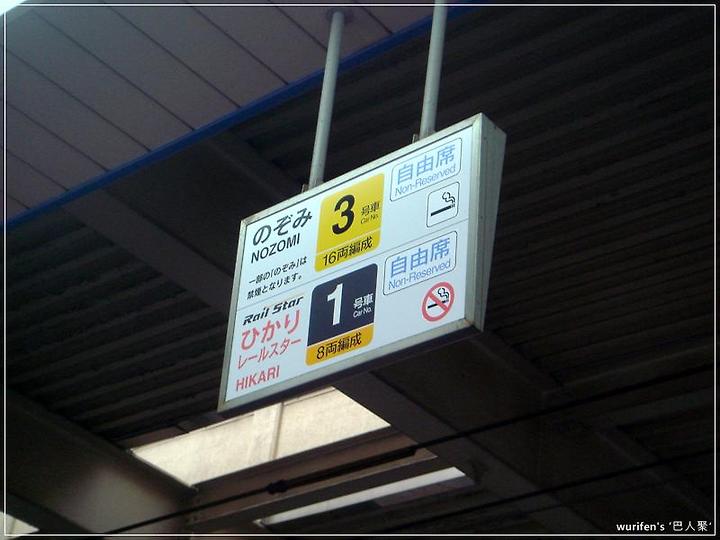 のぞみ
NOZOMI
3 号車
Car No.
16両編成
自由席
Non-Reserved
一部の(のぞみ)は
禁煙となります。
Rail Star
ひかり
レールスター
HIKARI
1 号車
Car No.
8両編成
自由席
Non-Reserved
wurifen's '巴人聚'